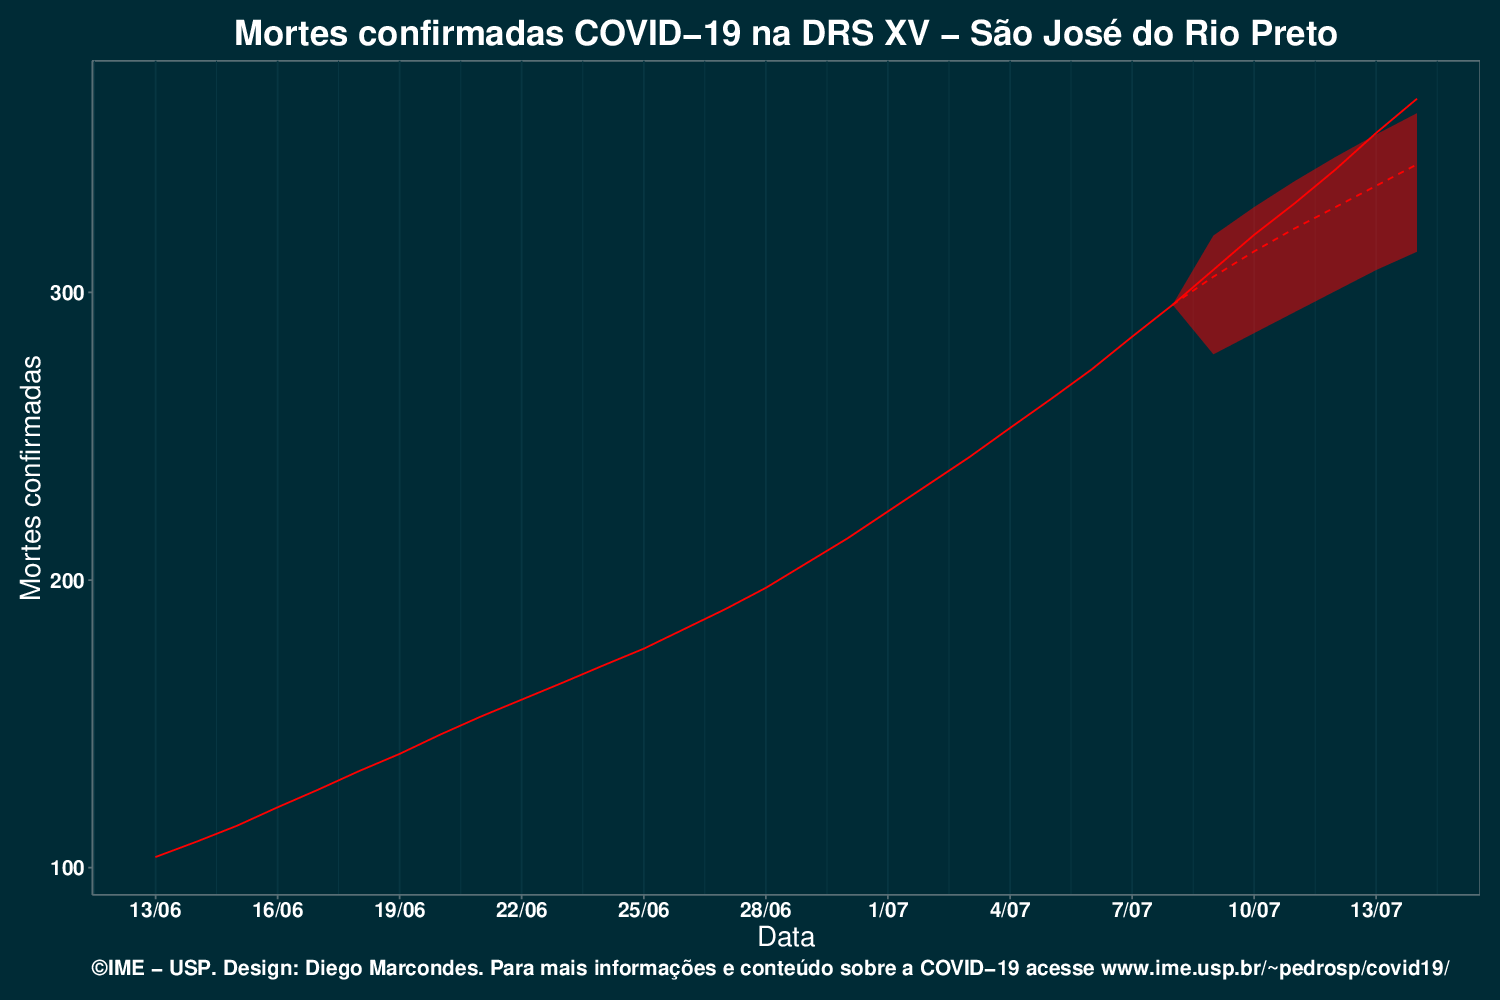 Mortes confirmadas COVID−19 na DRS XV − São José do Rio Preto
Mortes confirmadas
300
200
100
13/06 16/06 19/06 22/06 25/06 28/06 1/07 4/07 7/07 10/07 13/07
Data
©IME − USP. Design: Diego Marcondes. Para mais informações e conteúdo sobre a COVID−19 acesse www.ime.usp.br/~pedrosp/covid19/